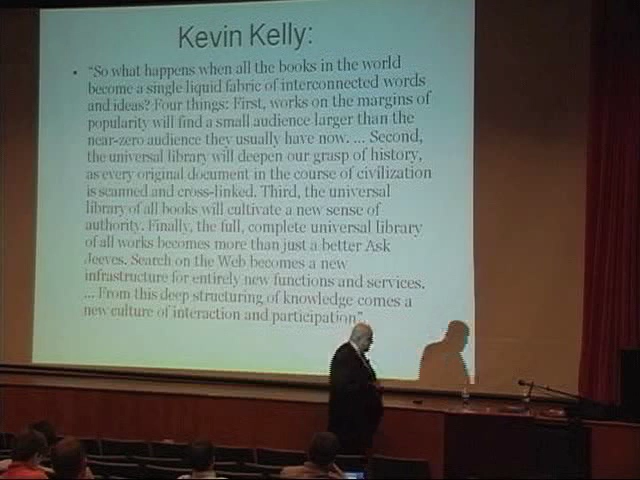 Kevin Kelly:
• "So what happens when all the books in the world
become a single liquid fabric of interconnected words
and ideas? Four things: First, works on the margins of
popularity will find a small audience larger than the
near-zero audience they usually have now. ... Second,
the universal library will deepen our grasp of history,
as every original document in the course of civilization
is scanned and cross-linked. Third, the universal
library of all books will cultivate a new sense of
authority. Finally, the full, complete universal library
of all works becomes more than just a better Ask
Jeeves. Search on the Web becomes a new
infrastructure for entirely new functions and services.
... From this deep structuring of knowledge comes a
new culture of interaction and participation"